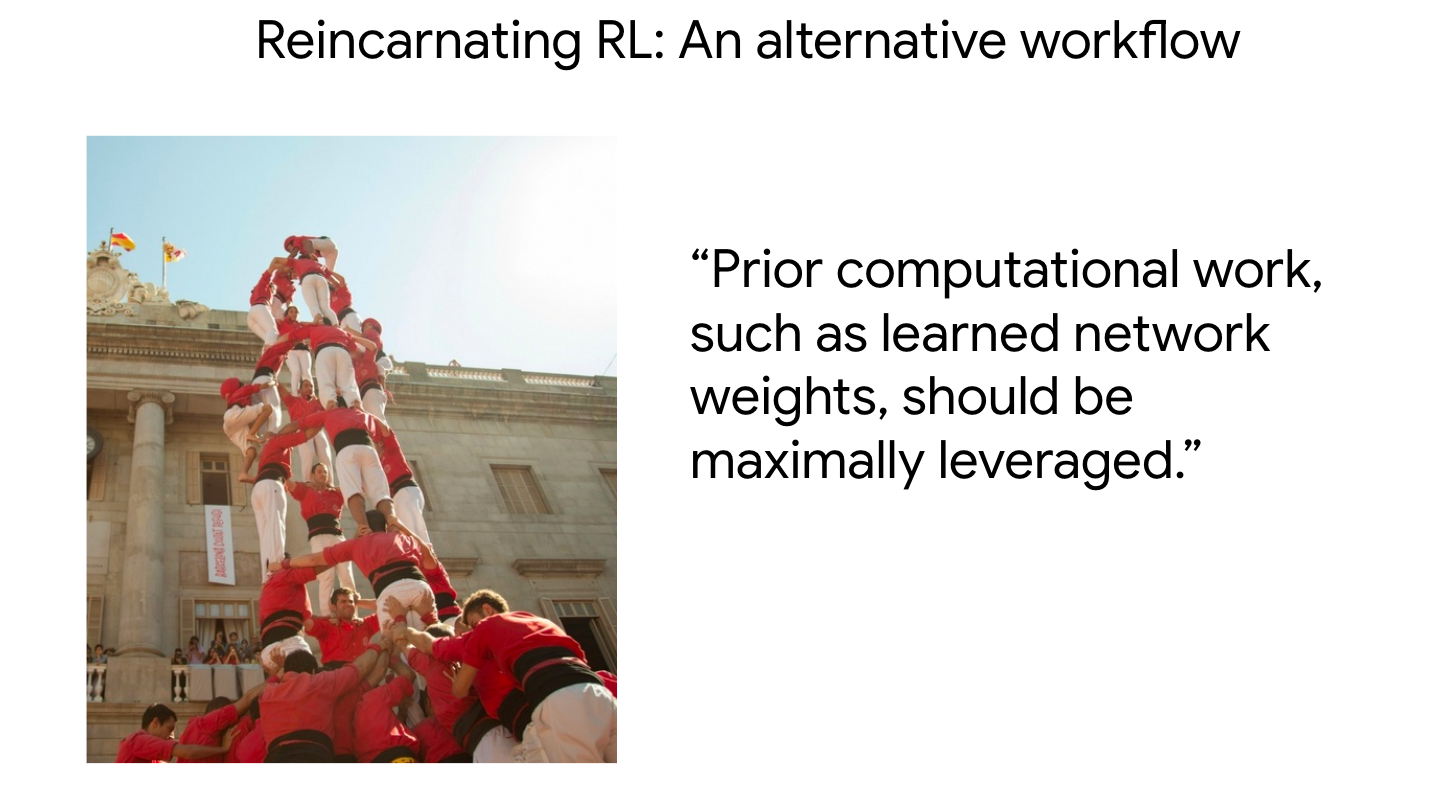 Reincarnating RL: An alternative workflow
“Prior computational work,
such as learned network
weights, should be
maximally leveraged.”